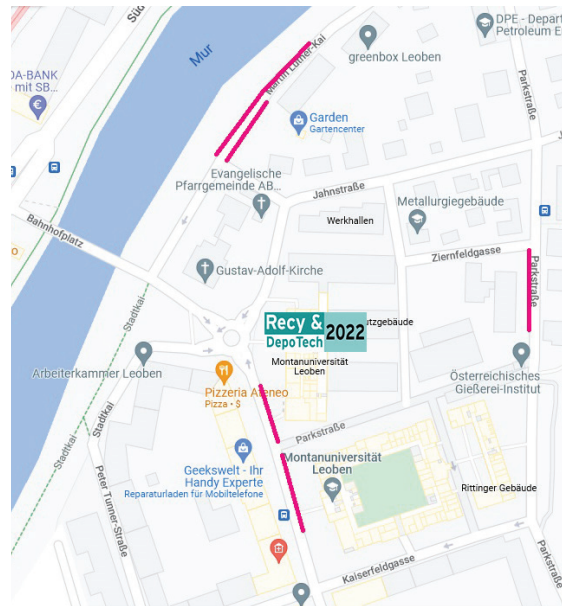 Mur
DPE - Depart
Petroleum E
greenbox Leoben
DA-BANK
mit SB...
Martin-Luther-Kai
Parkstraße
Garden
Gartencenter
Evangelische
Pfarrgemeinde AB...
Jahnstraße
Metallurgiegebäude
Bahnhofplatz
Werkhallen
Ziernfeldgasse
Parkstraße
Gustav-Adolf-Kirche
Stadtkai
Recy &
DepoTech
2022
utzgebäude
Montanuniversität
Leoben
Arbeiterkammer Leoben
Österreichisches
Gießerei-Institut
Pizzeria Ateneo
Pizza • $
Stadtkai
Stadtkai
Parkstraße
Geekswelt - Ihr
Handy Experte
Reparaturladen für Mobiltelefone
Montanuniversität
Leoben
Rittinger Gebäude
Peter Tunner-Straße
Kaiserfeldgasse
Parkstraße